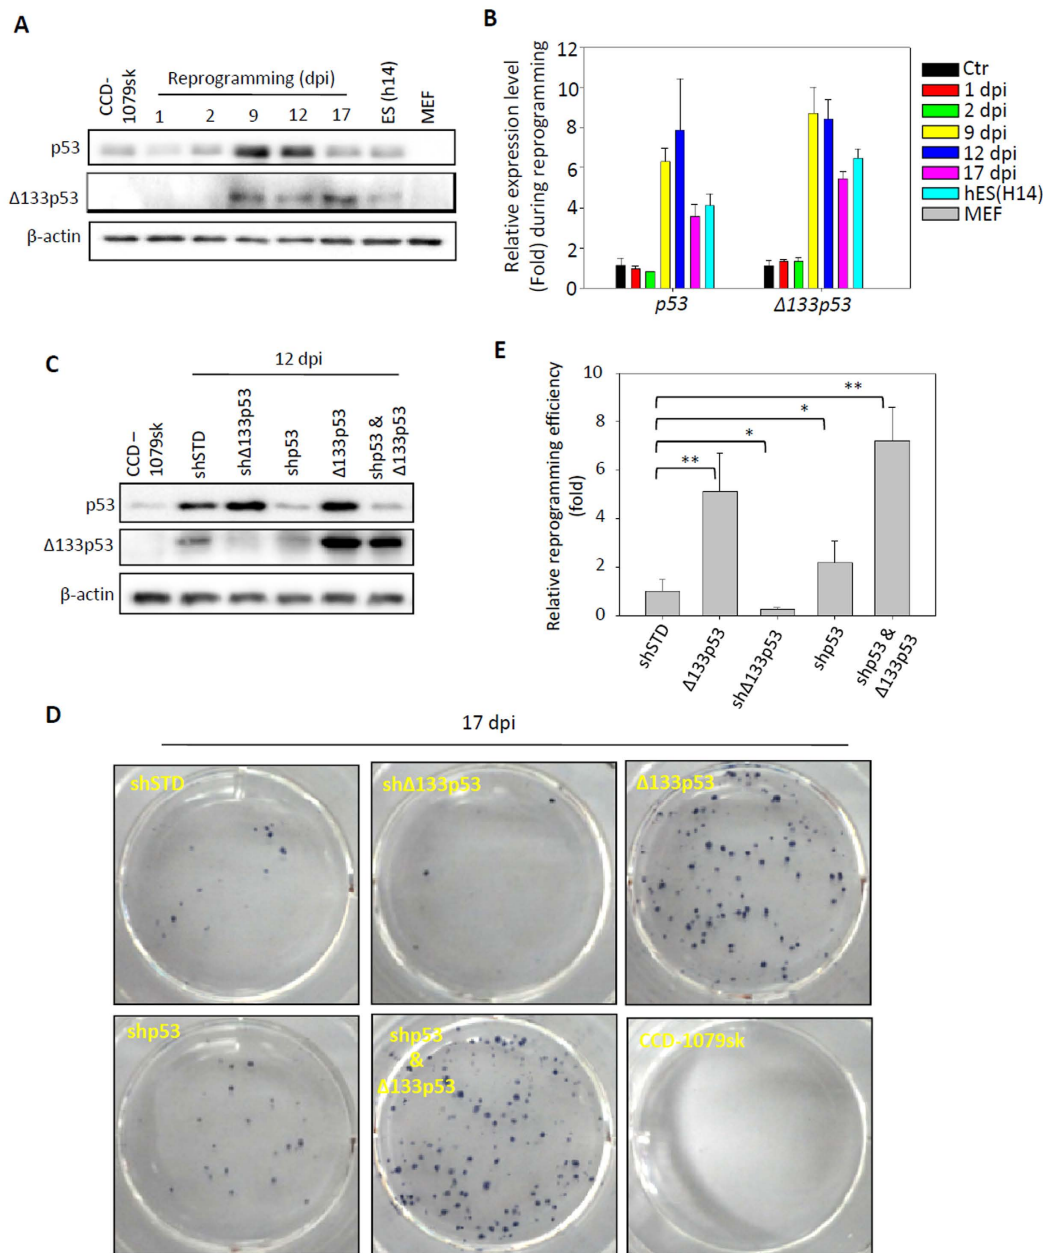 A
CCD-
1079sk
Reprogramming (dpi)
1 2 9 12 17
ES (h14)
MEF
p53
Δ133p53
β-actin
B
Relative expression level
(Fold) during reprogramming
12
10
8
6
4
2
0
p53
Δ133p53
Ctr
1 dpi
2 dpi
9 dpi
12 dpi
17 dpi
hES(H14)
MEF
C
12 dpi
CCD–
1079sk
shSTD
shΔ133p53
shp53
Δ133p53
shp53 &
Δ133p53
p53
Δ133p53
β-actin
E
Relative reprogramming efficiency
(fold)
10
8
6
4
2
0
**
*
*
**
shSTD
Δ133p53
shΔ133p53
shp53
shp53 &
Δ133p53
D
17 dpi
shSTD
shΔ133p53
Δ133p53
shp53
shp53
&
Δ133p53
CCD-1079sk